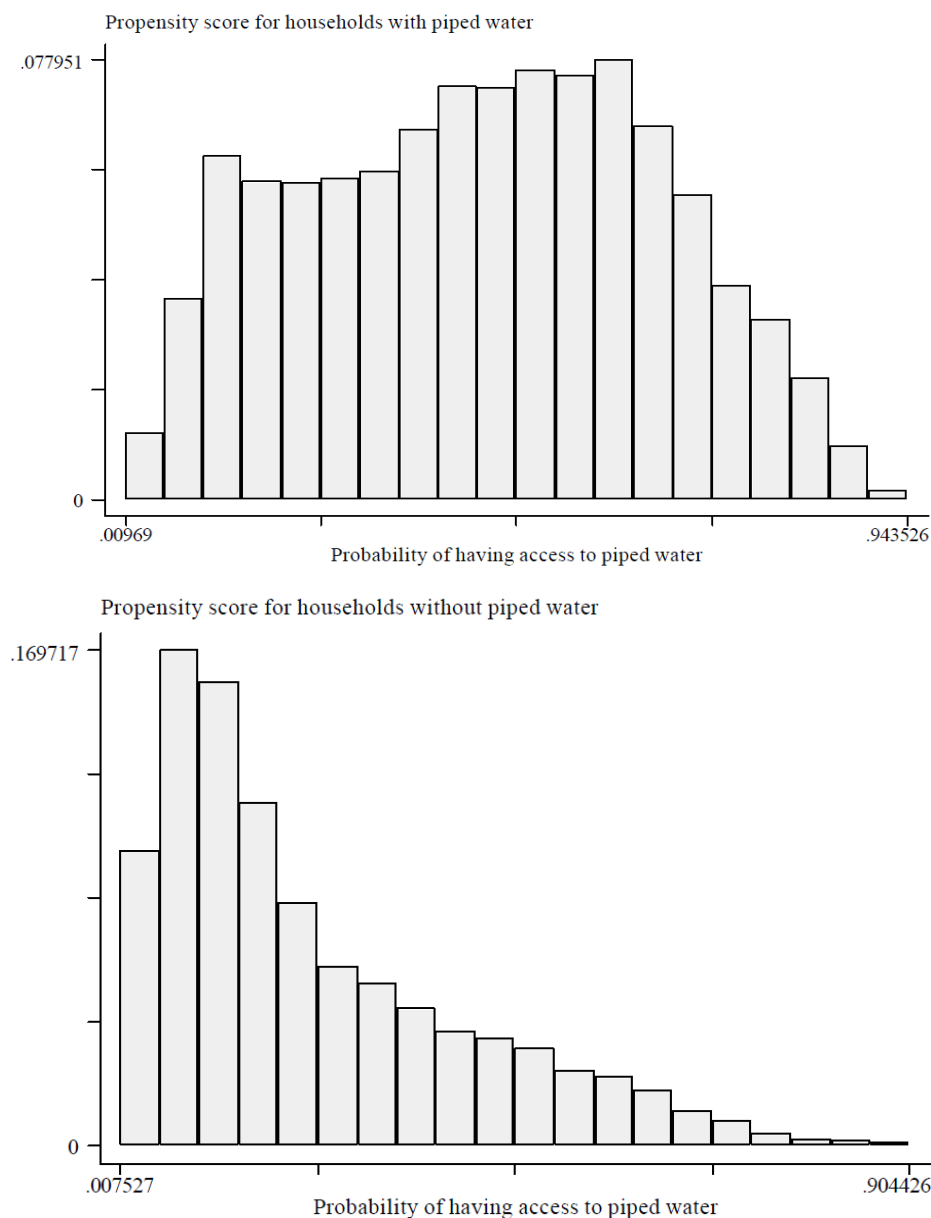 Propensity score for households with piped water
.077951
0
.00969
.943526
Probability of having access to piped water
Propensity score for households without piped water
.169717
0
.007527
.904426
Probability of having access to piped water